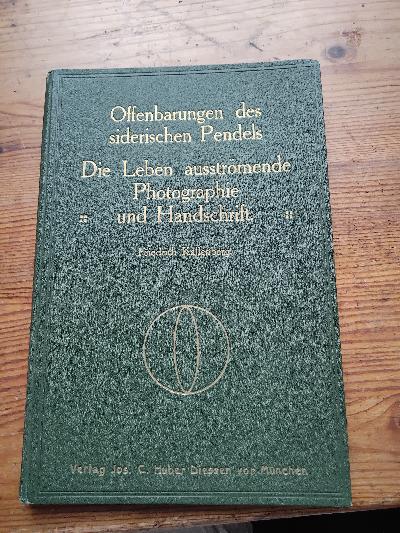 Offenbarungen des
siderischen Pendels
Die Leben ausströmende
Photographie
:: und Handschrift ::
Friedrich Kallenberg
Verlag Jos. C. Huber Diessen vor München